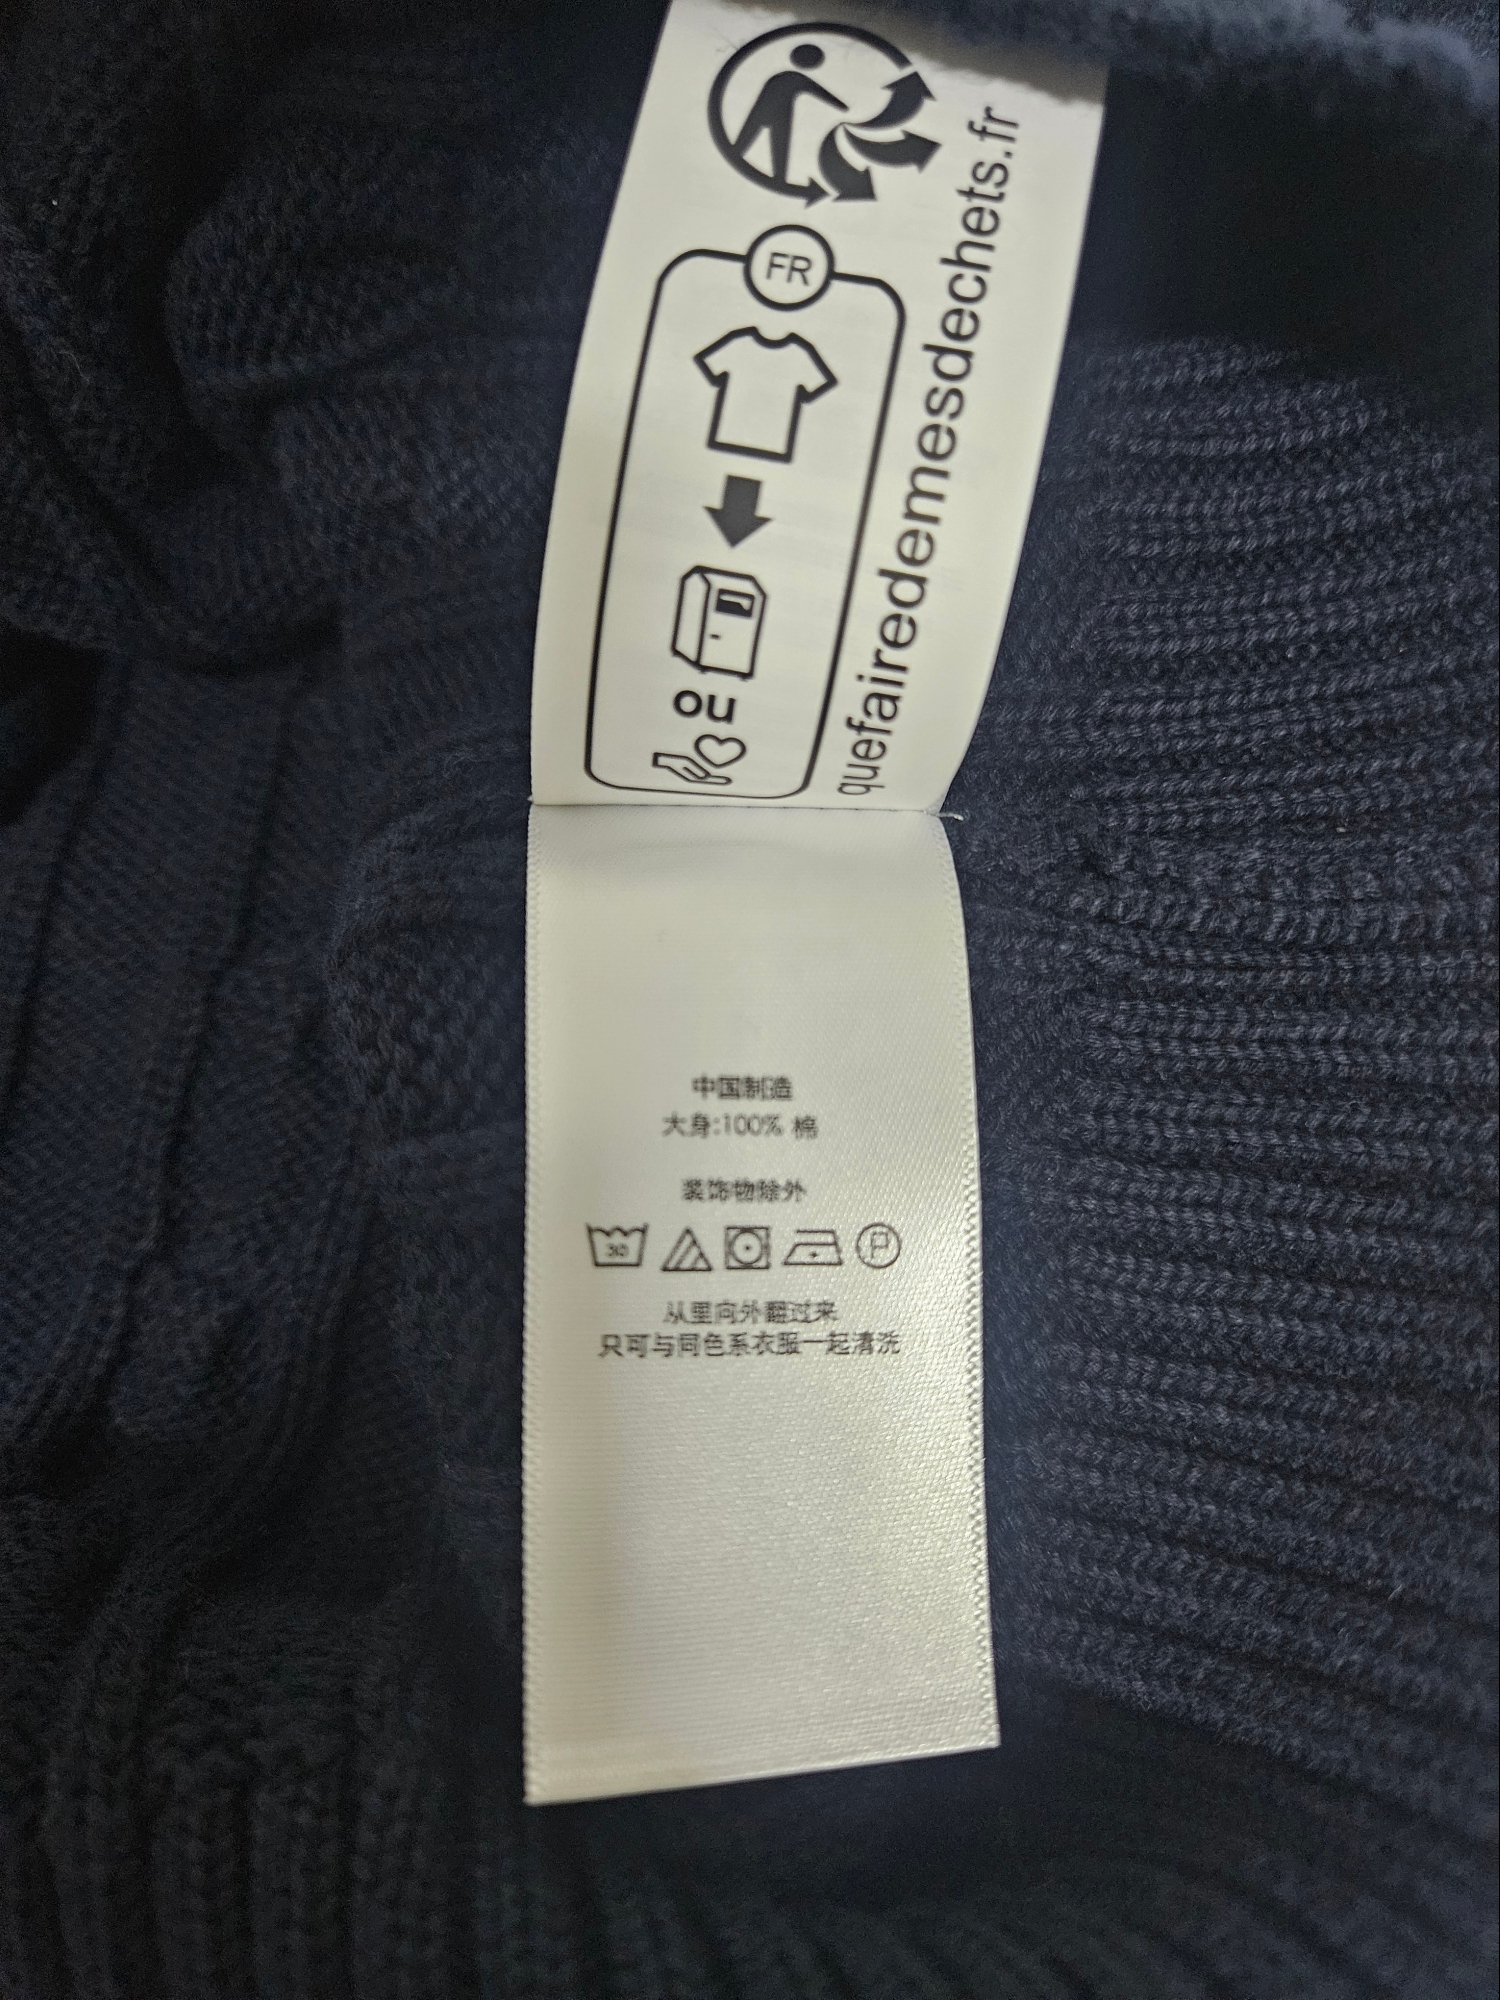 FR
ou
quefairedemesdechets.fr
中国制造
大身:100% 棉
装饰物除外
30
P
从里向外翻过来
只可与同色系衣服一起清洗